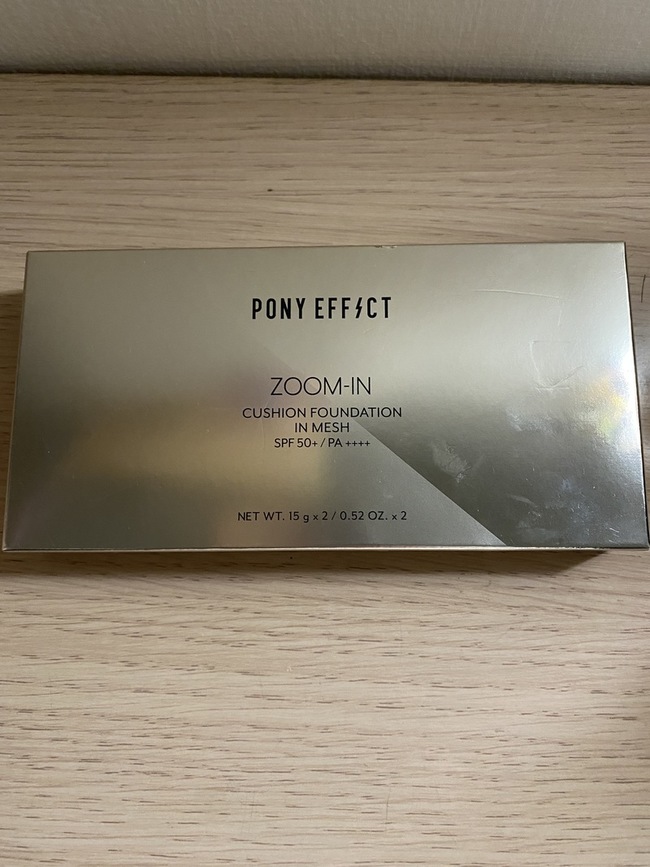 PONY EFFECT
ZOOM-IN
CUSHION FOUNDATION
IN MESH
SPF 50+ / PA ++++
NET WT. 15 g x 2 / 0.52 OZ. x 2